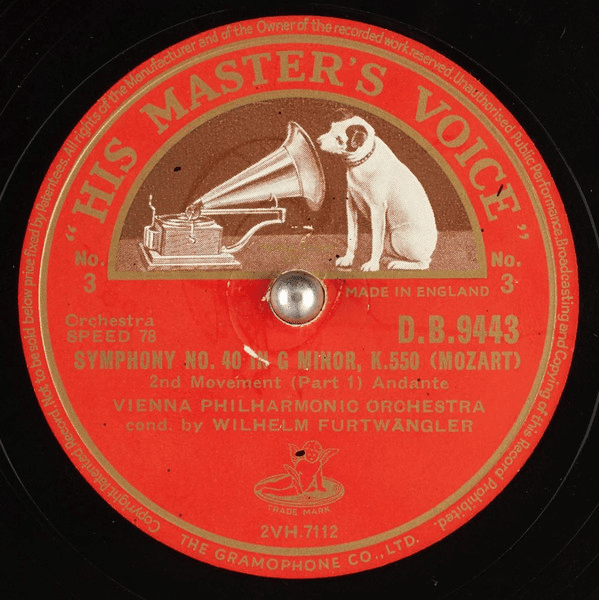 Copyright. Patented Record. Not to be sold below price fixed by Patentees. All rights of the Manufacturer and of the Owner of the recorded work reserved. Unauthorised Public Performance, Broadcasting and Copying of this Record Prohibited.
"HIS MASTER'S VOICE"
No. 3
No. 3
MADE IN ENGLAND
Orchestra
SPEED 78
D.B.9443
SYMPHONY NO. 40 IN G MINOR, K.550 (MOZART)
2nd Movement (Part 1) Andante
VIENNA PHILHARMONIC ORCHESTRA
cond. by WILHELM FURTWÄNGLER
TRADE MARK
2VH.7112
THE GRAMOPHONE CO., LTD.